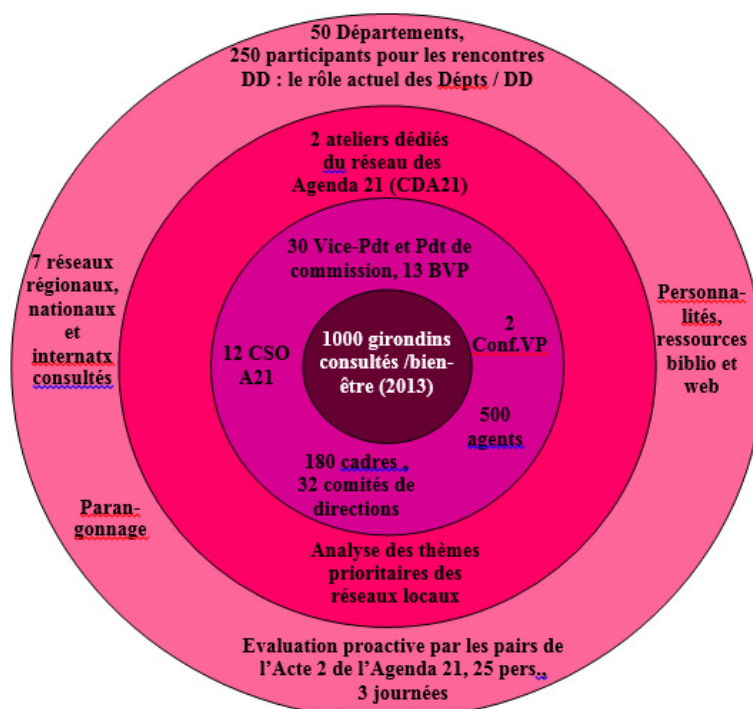 50 Départements,
250 participants pour les rencontres
DD : le rôle actuel des Dépts / DD
2 ateliers dédiés
du réseau des
Agenda 21 (CDA21)
30 Vice-Pdt et Pdt de
commission, 13 BVP
7 réseaux
régionaux,
nationaux
et
internatx
consultés
12 CSO
A21
1000 girondins
consultés /bien-
être (2013)
2
Conf.VP
Personna-
lités,
ressources
biblio et
web
500
agents
180 cadres ,
32 comités de
directions
Paran-
gonnage
Analyse des thèmes
prioritaires des
réseaux locaux
Evaluation proactive par les pairs de
l'Acte 2 de l'Agenda 21, 25 pers.,
3 journées